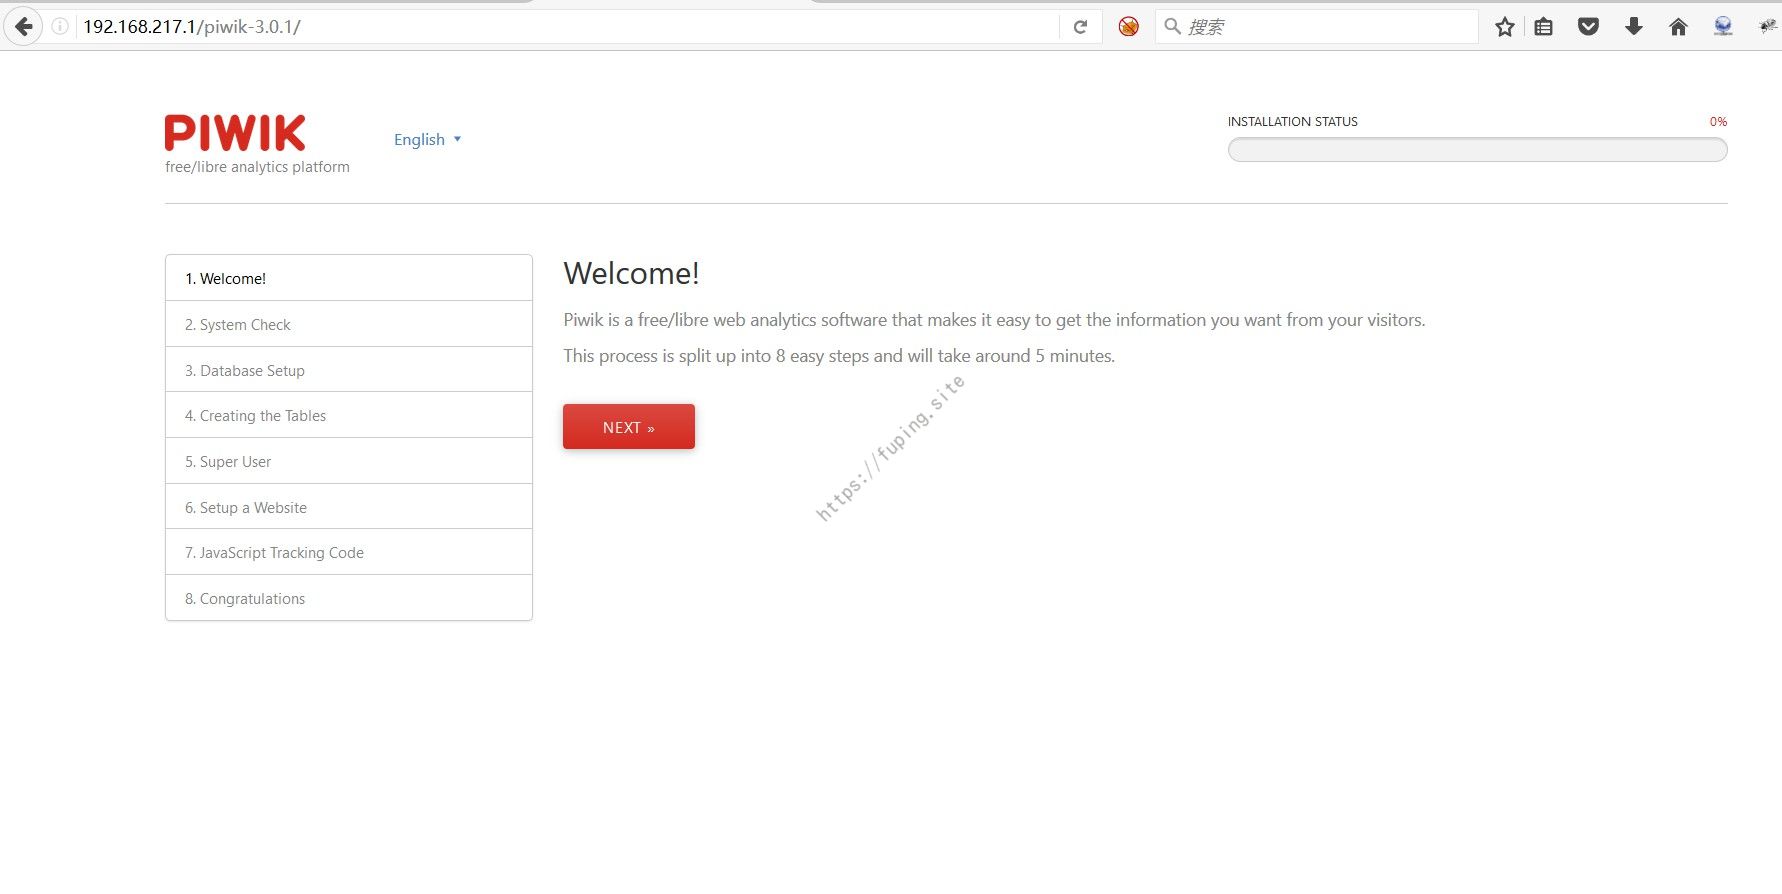 192.168.217.1/piwik-3.0.1/
搜索
PIWIK
free/libre analytics platform
English
INSTALLATION STATUS 0%
1. Welcome!
2. System Check
3. Database Setup
4. Creating the Tables
5. Super User
6. Setup a Website
7. JavaScript Tracking Code
8. Congratulations
Welcome!
Piwik is a free/libre web analytics software that makes it easy to get the information you want from your visitors.
This process is split up into 8 easy steps and will take around 5 minutes.
NEXT »
https://fuping.site